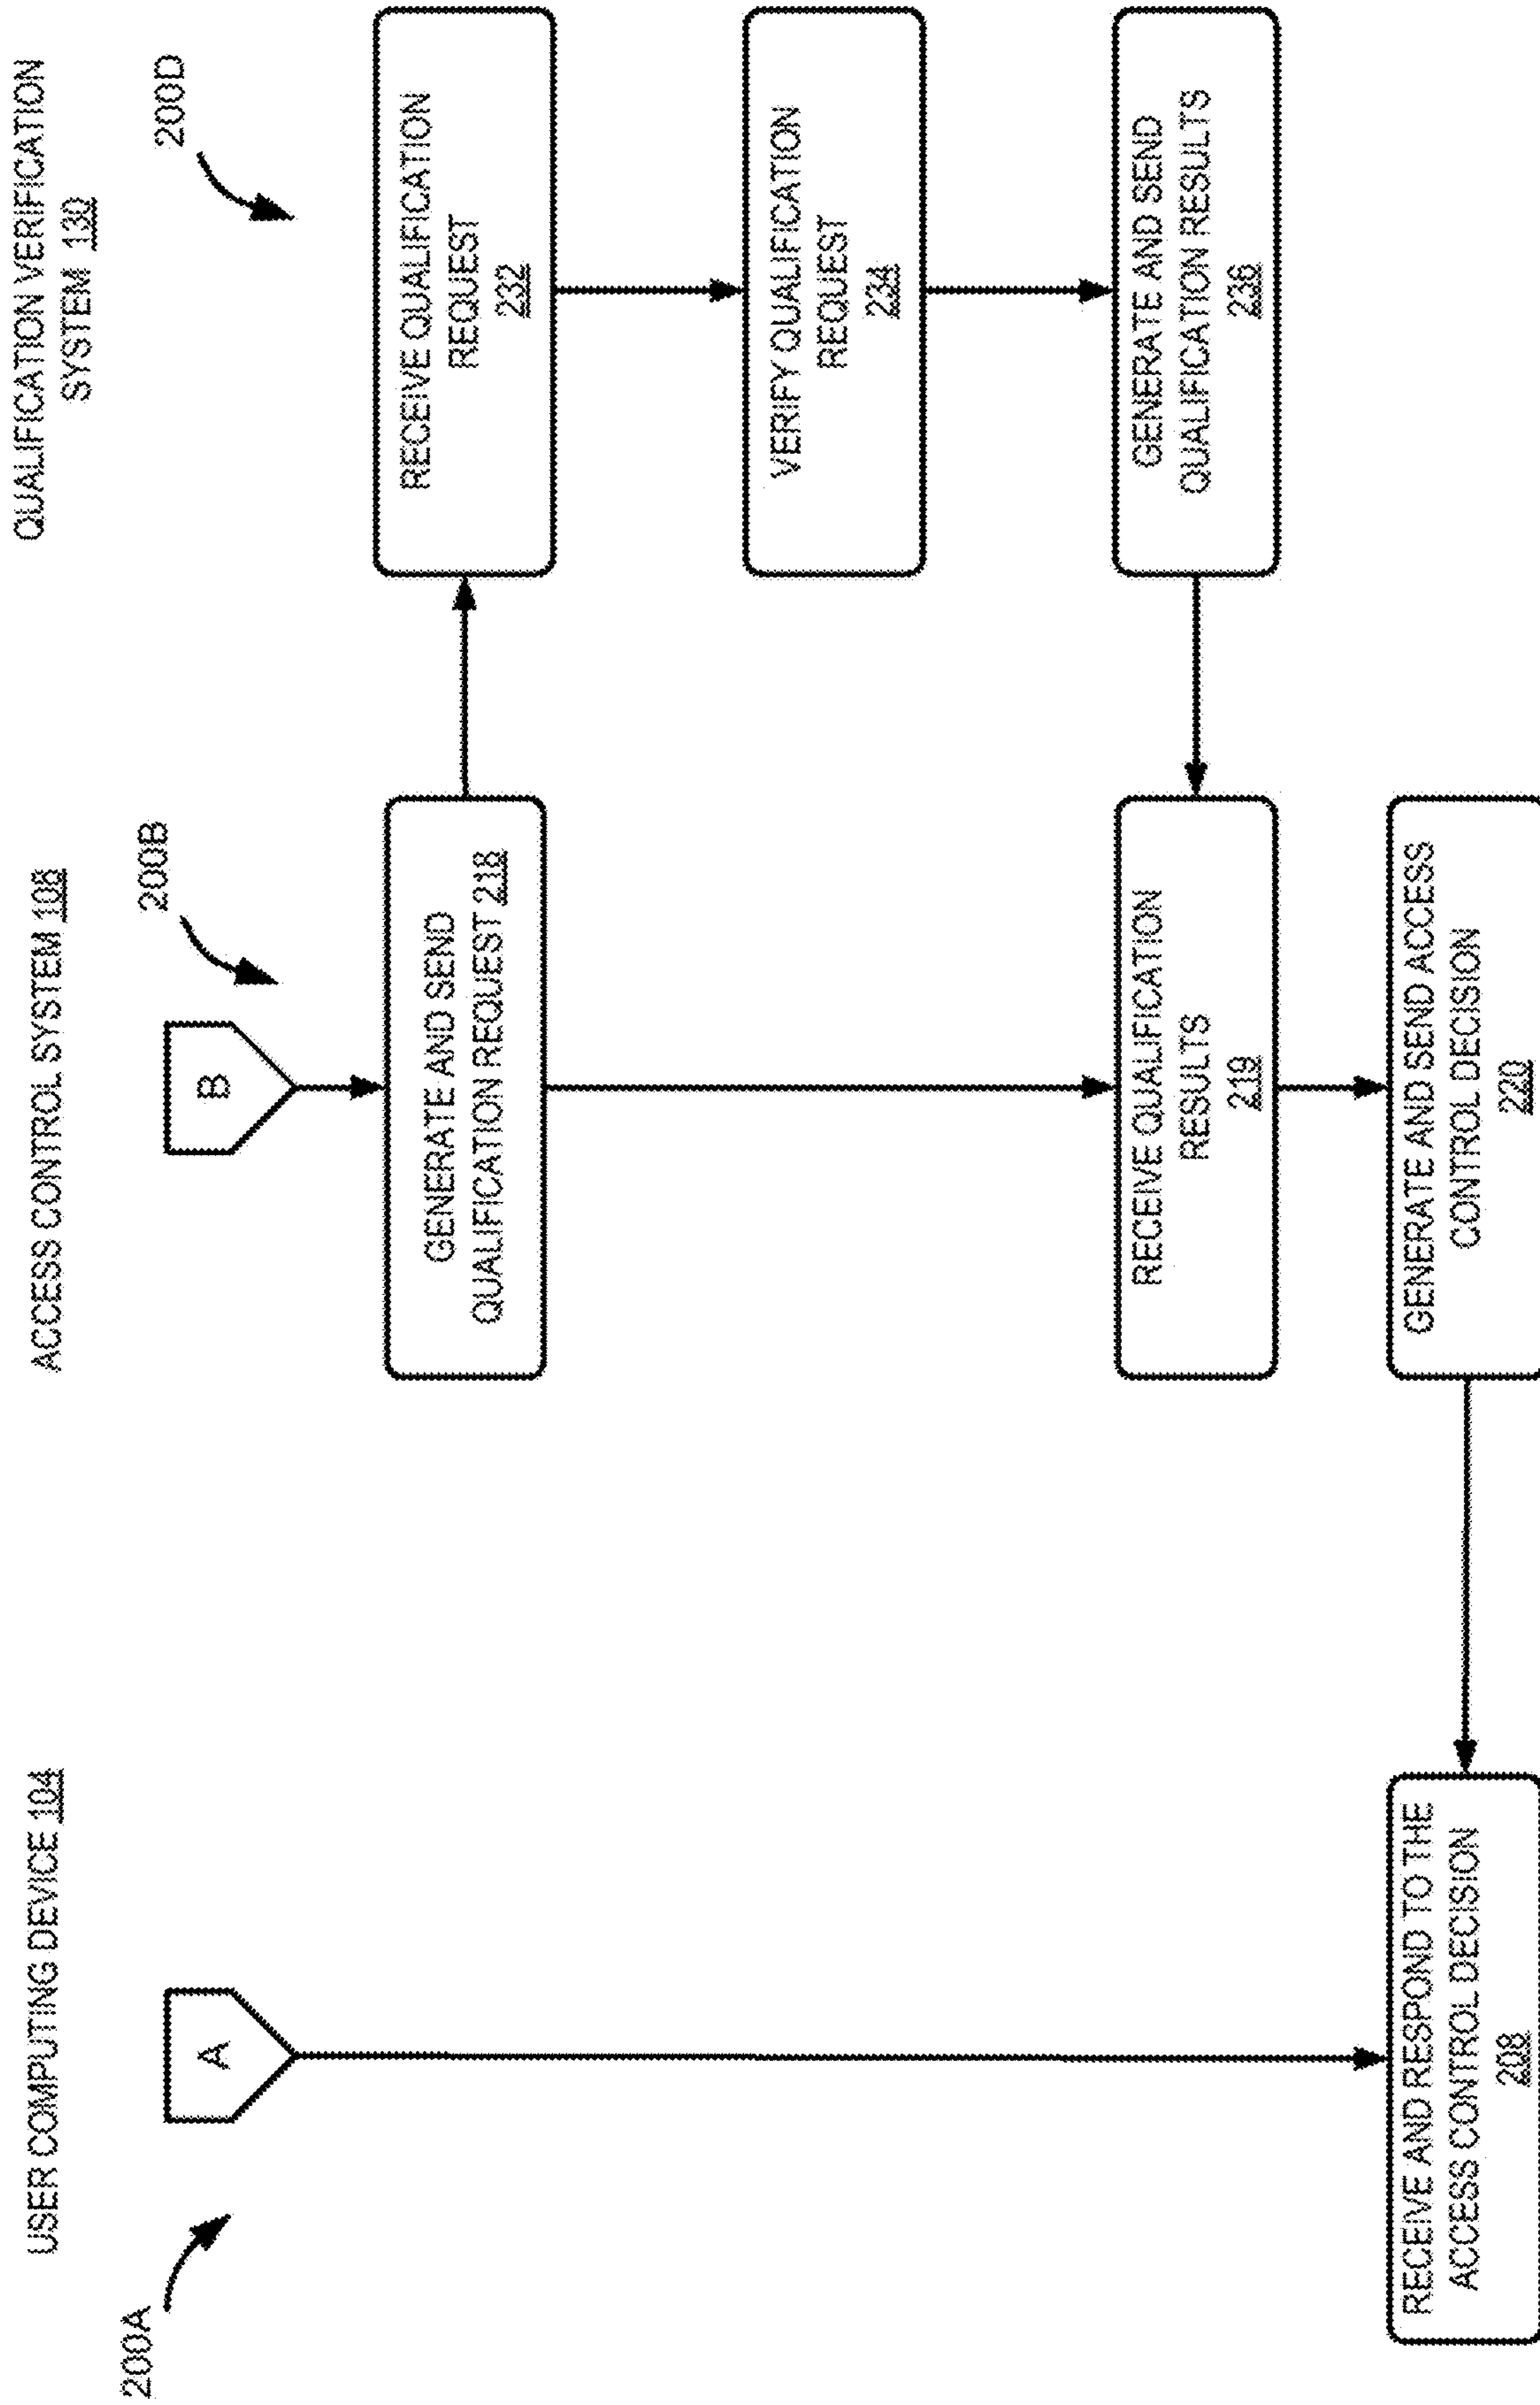 USER COMPUTING DEVICE 104
200A
A
RECEIVE AND RESPOND TO THE
ACCESS CONTROL DECISION
208
ACCESS CONTROL SYSTEM 106
200B
B
GENERATE AND SEND
QUALIFICATION REQUEST 218
RECEIVE QUALIFICATION
RESULTS
219
GENERATE AND SEND ACCESS
CONTROL DECISION
220
QUALIFICATION VERIFICATION
SYSTEM 130
200D
RECEIVE QUALIFICATION
REQUEST
232
VERIFY QUALIFICATION
REQUEST
234
GENERATE AND SEND
QUALIFICATION RESULTS
236